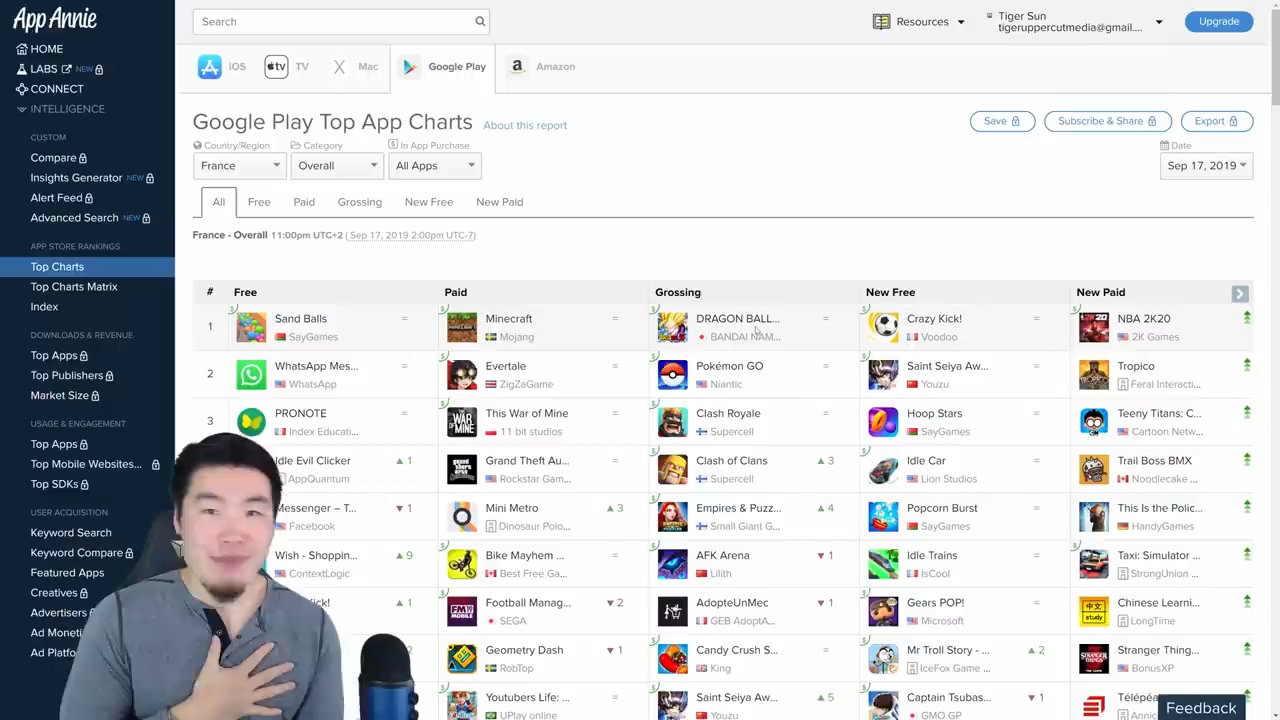 App Annie
HOME
LABS NEW
CONNECT
INTELLIGENCE
CUSTOM
Compare
Insights Generator NEW
Alert Feed
Advanced Search NEW
APP STORE RANKINGS
Top Charts
Top Charts Matrix
Index
DOWNLOADS & REVENUE
Top Apps
Top Publishers
Market Size
USAGE & ENGAGEMENT
Top Apps
Top Mobile Websites...
Top SDKs
USER ACQUISITION
Keyword Search
Keyword Compare
Featured Apps
Creatives
Advertisers
Ad Moneti
Ad Platfo
Search
Resources
Tiger Sun
tigeruppercutmedia@gmail....
Upgrade
iOS
tv TV
X Mac
Google Play
a Amazon
Google Play Top App Charts About this report
Save
Subscribe & Share
Export
Country/Region Category In App Purchase Date
France Overall All Apps Sep 17, 2019
All Free Paid Grossing New Free New Paid
France - Overall 11:00pm UTC+2 ( Sep 17, 2019 2:00pm UTC-7)
# Free Paid Grossing New Free New Paid
1 Sand Balls = Minecraft = DRAGON BALL... = Crazy Kick! = NBA 2K20
SayGames Mojang BANDAI NAM... Voodoo 2K Games
2 WhatsApp Mes... = Evertale = Pokémon GO = Saint Seiya Aw... = Tropico
WhatsApp ZigZaGame Niantic Youzu Feral Interacti...
3 PRONOTE = This War of Mine = Clash Royale = Hoop Stars = Teeny Titans: C...
Index Educati... 11 bit studios Supercell SayGames Cartoon Netw...
Idle Evil Clicker 1 Grand Theft Au... = Clash of Clans 3 Idle Car = Trail Boss BMX
AppQuantum Rockstar Gam... Supercell Lion Studios Noodlecake ...
Messenger – T... 1 Mini Metro 3 Empires & Puzz... 4 Popcorn Burst = This Is the Polic...
Facebook Dinosaur Polo... Small Giant G... SayGames HandyGames
Wish - Shoppin... 9 Bike Mayhem ... = AFK Arena 1 Idle Trains = Taxi: Simulator ...
ContextLogic Best Free Ga... Lilith IsCool StrongUnion ...
ick! 1 Football Manag... 2 AdopteUnMec 1 Gears POP! = Chinese Learni...
SEGA GEB AdoptA... Microsoft LongTime
2 Geometry Dash 1 Candy Crush S... = Mr Troll Story - ... 2 Stranger Thing...
RobTop King IceFox Game ... BonusXP
Youtubers Life: ... = Saint Seiya Aw... 5 Captain Tsubas... 1 Télépéa
UPlay online Youzu GMO GP
Feedback